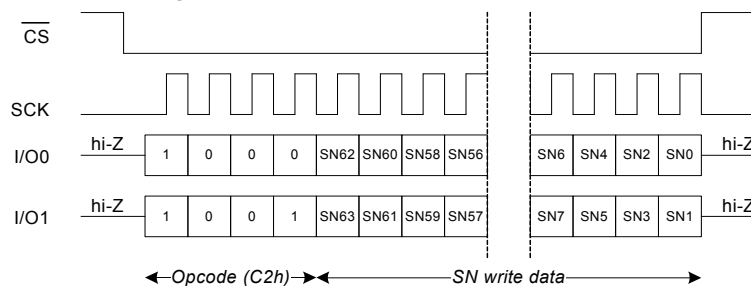 CS
SCK
hi-Z 1 0 0 0 SN62 SN60 SN58 SN56 SN6 SN4 SN2 SN0 hi-Z
I/O0
hi-Z 1 0 0 1 SN63 SN61 SN59 SN57 SN7 SN5 SN3 SN1 hi-Z
I/O1
Opcode (C2h) SN write data